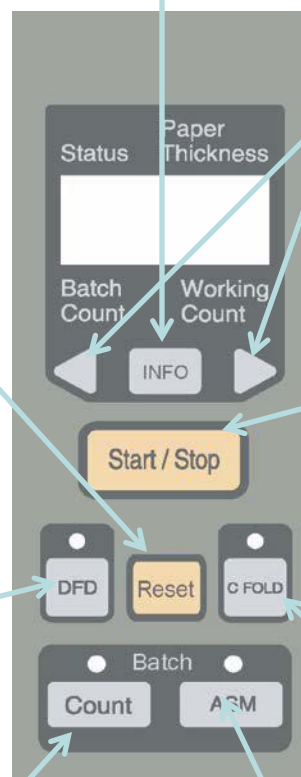 Paper
Status Thickness
Batch Working
Count Count
INFO
Start / Stop
DFD Reset C FOLD
Batch
Count ASM